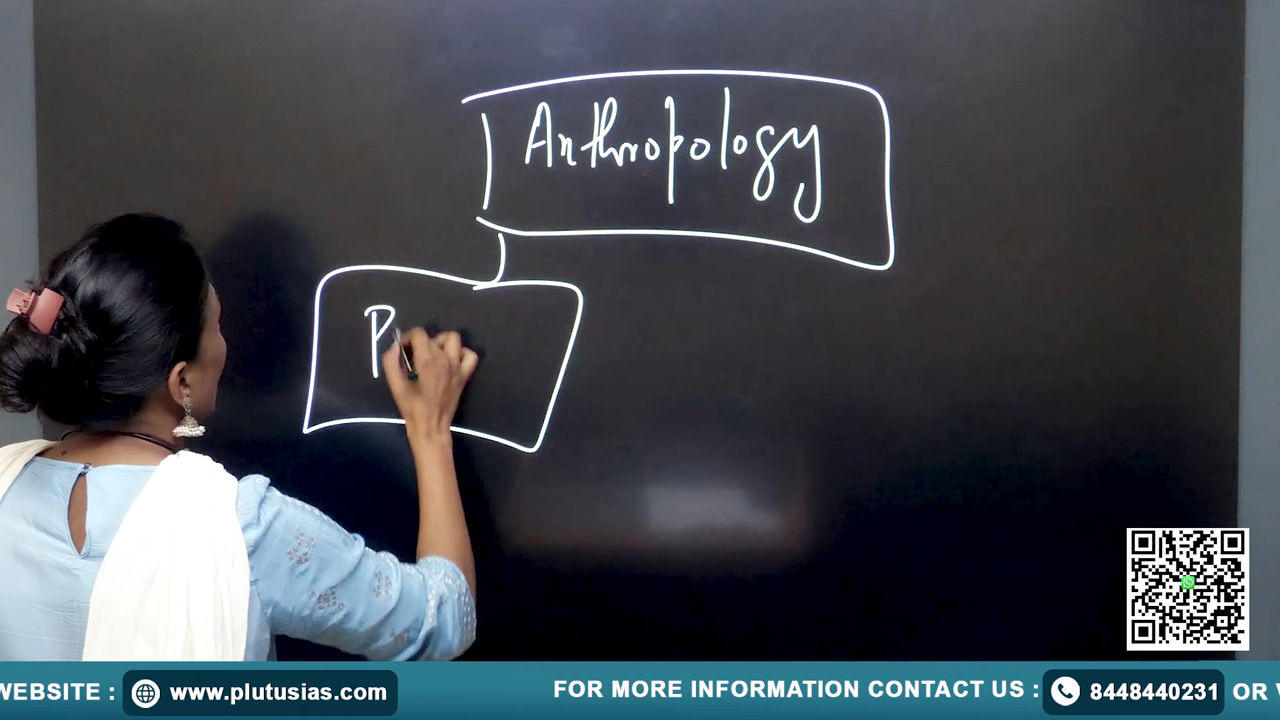 Anthropology
P
WEBSITE : www.plutusias.com FOR MORE INFORMATION CONTACT US : 8448440231 OR